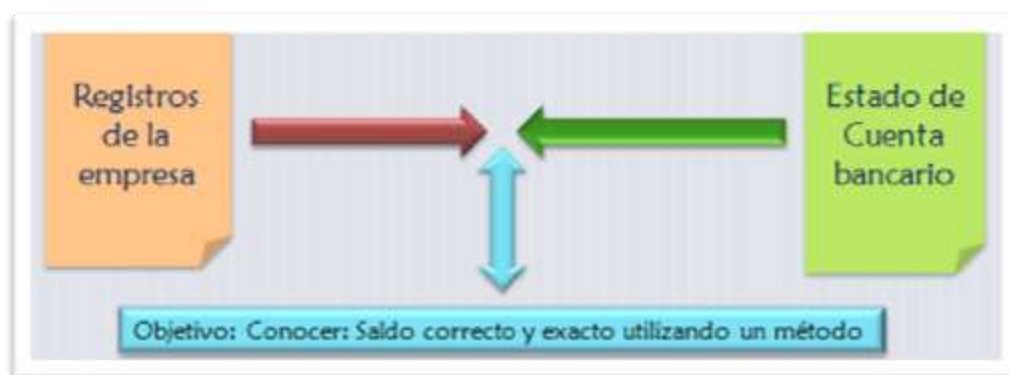 Registros
de la
empresa
Estado de
Cuenta
bancario
Objetivo: Conocer: Saldo correcto y exacto utilizando un método